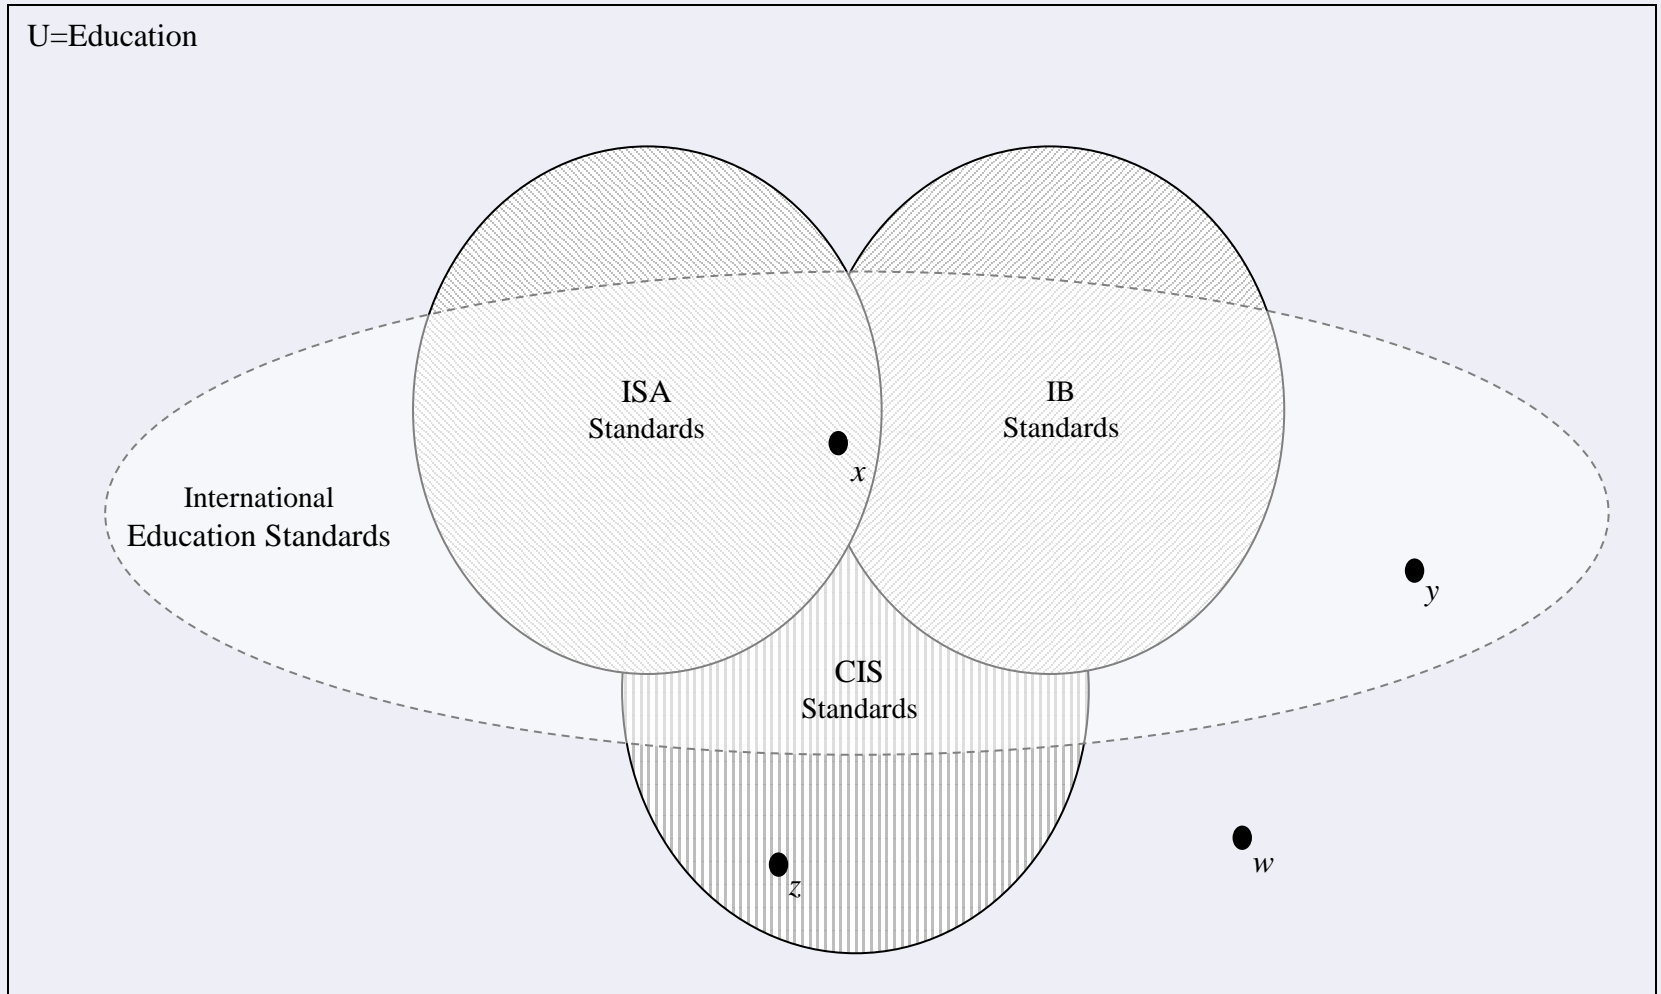 U=Education
ISA
Standards
IB
Standards
x
International
Education Standards
y
CIS
Standards
w
z